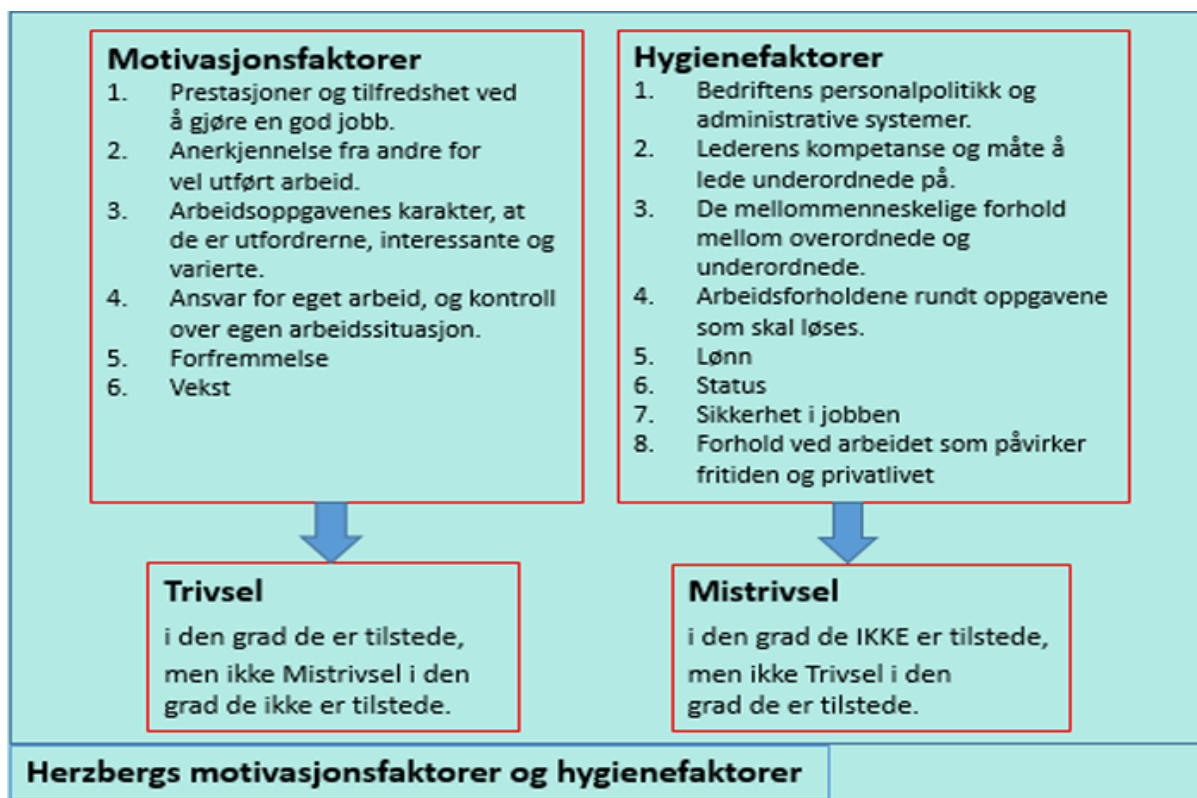 Motivasjonsfaktorer
1. Prestasjoner og tilfredshet ved
å gjøre en god jobb.
2. Anerkjennelse fra andre for
vel utført arbeid.
3. Arbeidsoppgavenes karakter, at
de er utfordrerne, interessante og
varierte.
4. Ansvar for eget arbeid, og kontroll
over egen arbeidssituasjon.
5. Forfremmelse
6. Vekst
Hygienefaktorer
1. Bedriftens personalpolitikk og
administrative systemer.
2. Lederens kompetanse og måte å
lede underordnede på.
3. De mellommenneskelige forhold
mellom overordnede og
underordnede.
4. Arbeidsforholdene rundt oppgavene
som skal løses.
5. Lønn
6. Status
7. Sikkerhet i jobben
8. Forhold ved arbeidet som påvirker
fritiden og privatlivet
Trivsel
i den grad de er tilstede,
men ikke Mistrivsel i den
grad de ikke er tilstede.
Mistrivsel
i den grad de IKKE er tilstede,
men ikke Trivsel i den
grad de er tilstede.
Herzbergs motivasjonsfaktorer og hygienefaktorer